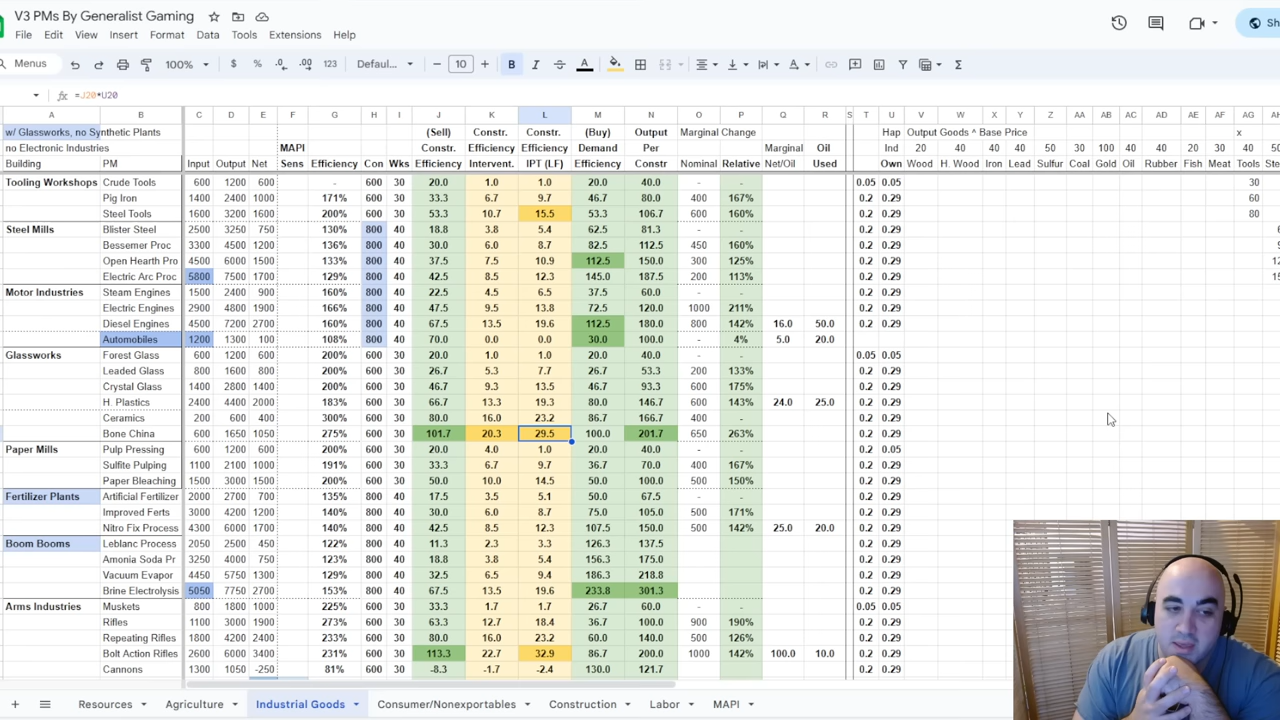 V3 PMs By Generalist Gaming
File Edit View Insert Format Data Tools Extensions Help
Menus 100% $ % .0 .00 123 Defaul... 10 B I A Σ
fx =J20*U20
A B C D E F G H I J K L M N O P Q R S T U V W X Y Z AA AB AC AD AE AF AG AH
w/ Glassworks, no Synthetic Plants (Sell) Constr. Constr. (Buy) Output Marginal Change Hap Output Goods ^ Base Price x
no Electronic Industries MAPI Constr. Efficiency Efficiency Demand Per Marginal Oil Ind 20 40 40 40 50 30 100 40 40 20 30 40
Building PM Input Output Net Sens Efficiency Con Wks Efficiency Intervent. IPT (LF) Efficiency Constr Nominal Relative Net/Oil Used Own Wood H. Wood Iron Lead Sulfur Coal Gold Oil Rubber Fish Meat Tools
Tooling Workshops Crude Tools 600 1200 600 - 600 30 20.0 1.0 1.0 20.0 40.0 - - 0.05 0.05 30
Pig Iron 1400 2400 1000 171% 600 30 33.3 6.7 9.7 46.7 80.0 400 167% 0.2 0.29 60
Steel Tools 1600 3200 1600 200% 600 30 53.3 10.7 15.5 53.3 106.7 600 160% 0.2 0.29 80
Steel Mills Blister Steel 2500 3250 750 130% 800 40 18.8 3.8 5.4 62.5 81.3 - - 0.2 0.29
Bessemer Proc 3300 4500 1200 136% 800 40 30.0 6.0 8.7 82.5 112.5 450 160% 0.2 0.29
Open Hearth Pro 4500 6000 1500 133% 800 40 37.5 7.5 10.9 112.5 150.0 300 125% 0.2 0.29
Electric Arc Proc 5800 7500 1700 129% 800 40 42.5 8.5 12.3 145.0 187.5 200 113% 0.2 0.29
Motor Industries Steam Engines 1500 2400 900 160% 800 40 22.5 4.5 6.5 37.5 60.0 - - 0.2 0.29
Electric Engines 2900 4800 1900 166% 800 40 47.5 9.5 13.8 72.5 120.0 1000 211% 0.2 0.29
Diesel Engines 4500 7200 2700 160% 800 40 67.5 13.5 19.6 112.5 180.0 800 142% 16.0 50.0 0.2 0.29
Automobiles 1200 1300 100 108% 800 40 70.0 0.0 0.0 30.0 100.0 - 4% 5.0 20.0
Glassworks Forest Glass 600 1200 600 200% 600 30 20.0 1.0 1.0 20.0 40.0 - - 0.05 0.05
Leaded Glass 800 1600 800 200% 600 30 26.7 5.3 7.7 26.7 53.3 200 133% 0.2 0.29
Crystal Glass 1400 2800 1400 200% 600 30 46.7 9.3 13.5 46.7 93.3 600 175% 0.2 0.29
H. Plastics 2400 4400 2000 183% 600 30 66.7 13.3 19.3 80.0 146.7 600 143% 24.0 25.0 0.2 0.29
Ceramics 200 600 400 300% 600 30 80.0 16.0 23.2 86.7 166.7 400 - 0.2 0.29
Bone China 600 1650 1050 275% 600 30 101.7 20.3 29.5 100.0 201.7 650 263% 0.2 0.29
Paper Mills Pulp Pressing 600 1200 600 200% 600 30 20.0 4.0 1.0 20.0 40.0 - - 0.2 0.05
Sulfite Pulping 1100 2100 1000 191% 600 30 33.3 6.7 9.7 36.7 70.0 400 167% 0.2 0.29
Paper Bleaching 1500 3000 1500 200% 600 30 50.0 10.0 14.5 50.0 100.0 500 150% 0.2 0.29
Fertilizer Plants Artificial Fertilizer 2000 2700 700 135% 800 40 17.5 3.5 5.1 50.0 67.5 - - 0.2 0.29
Improved Ferts 3000 4200 1200 140% 800 40 30.0 6.0 8.7 75.0 105.0 500 171% 0.2 0.29
Nitro Fix Process 4300 6000 1700 140% 800 40 42.5 8.5 12.3 107.5 150.0 500 142% 25.0 20.0 0.2 0.29
Boom Booms Leblanc Process 2050 2500 450 122% 800 40 11.3 2.3 3.3 126.3 137.5 0.2 0.29
Amonia Soda Pr 3250 4000 750 123% 800 40 18.8 3.8 5.4 156.3 175.0 0.2 0.29
Vacuum Evapor 4450 5750 1300 129% 800 40 32.5 6.5 9.4 186.3 218.8 0.2 0.29
Brine Electrolysis 5050 7750 2700 153% 800 40 67.5 13.5 19.6 233.8 301.3 0.2 0.29
Arms Industries Muskets 800 1800 1000 225% 600 30 33.3 1.7 1.7 26.7 60.0 - - 0.05 0.05
Rifles 1100 3000 1900 273% 600 30 63.3 12.7 18.4 36.7 100.0 900 190% 0.2 0.29
Repeating Rifles 1800 4200 2400 233% 600 30 80.0 16.0 23.2 60.0 140.0 500 126% 0.2 0.29
Bolt Action Rifles 2600 6000 3400 231% 600 30 113.3 22.7 32.9 86.7 200.0 1000 142% 100.0 10.0 0.2 0.29
Cannons 1300 1050 -250 81% 600 30 -8.3 -1.7 -2.4 130.0 121.7 0.2 0.29
Resources Agriculture Industrial Goods Consumer/Nonexportables Construction Labor MAPI